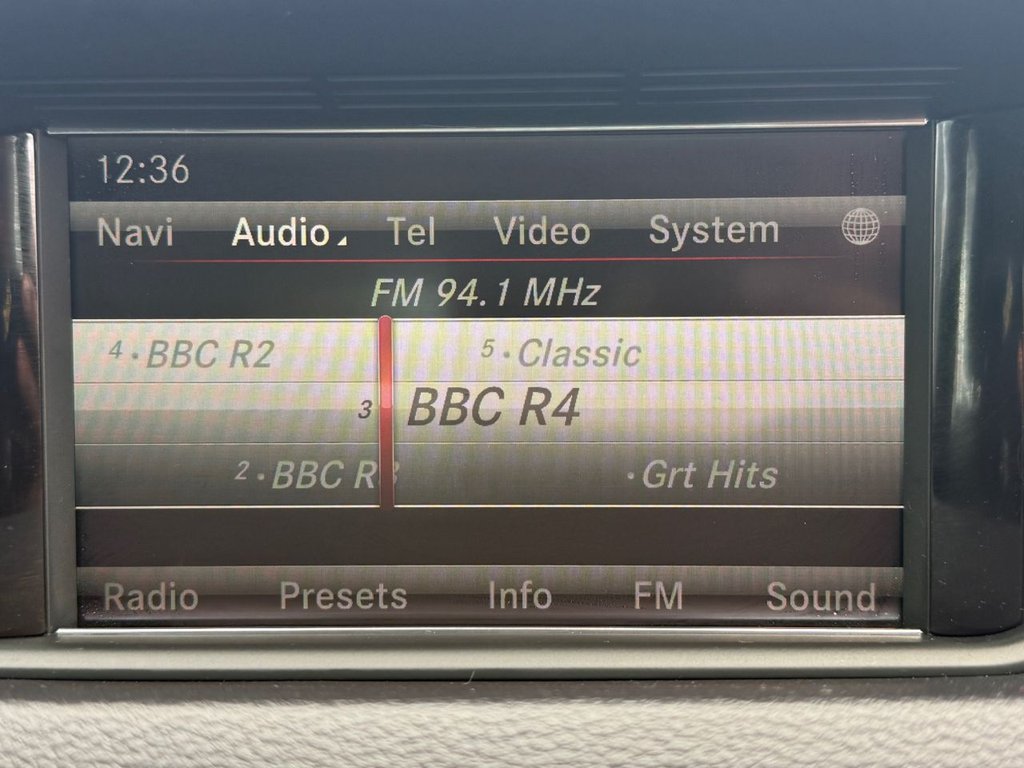 12:36
Navi Audio Tel Video System
FM 94.1 MHz
4 · BBC R2 5 · Classic
3 BBC R4
2 · BBC R3 · Grt Hits
Radio Presets Info FM Sound